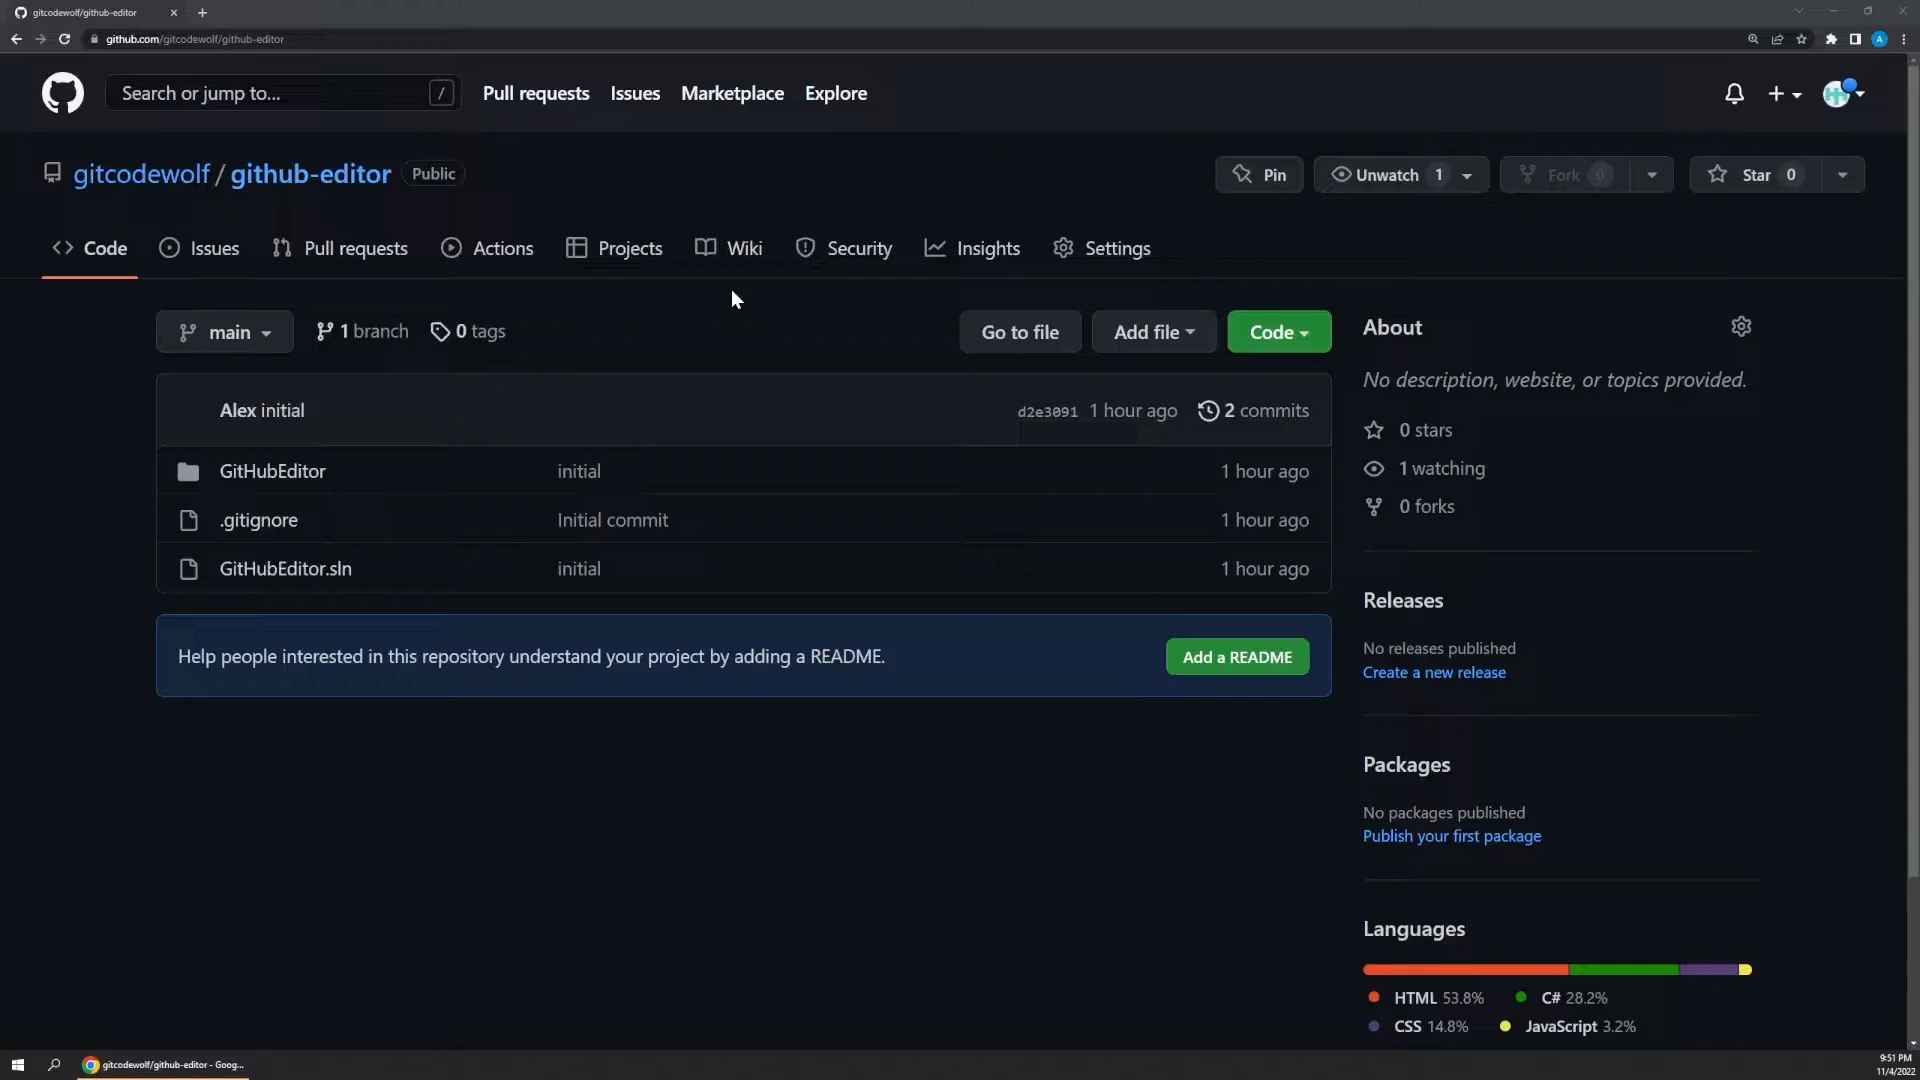 gitcodewolf/github-editor
github.com/gitcodewolf/github-editor
A
Search or jump to...
/
Pull requests
Issues
Marketplace
Explore
gitcodewolf / github-editor
Public
Pin
Unwatch 1
Fork 0
Star 0
Code
Issues
Pull requests
Actions
Projects
Wiki
Security
Insights
Settings
main
1 branch
0 tags
Go to file
Add file
Code
Alex initial
d2e3091 1 hour ago
2 commits
GitHubEditor
initial
1 hour ago
.gitignore
Initial commit
1 hour ago
GitHubEditor.sln
initial
1 hour ago
Help people interested in this repository understand your project by adding a README.
Add a README
About
No description, website, or topics provided.
0 stars
1 watching
0 forks
Releases
No releases published
Create a new release
Packages
No packages published
Publish your first package
Languages
HTML 53.8%
C# 28.2%
CSS 14.8%
JavaScript 3.2%
gitcodewolf/github-editor - Goog...
9:51 PM
11/4/2022